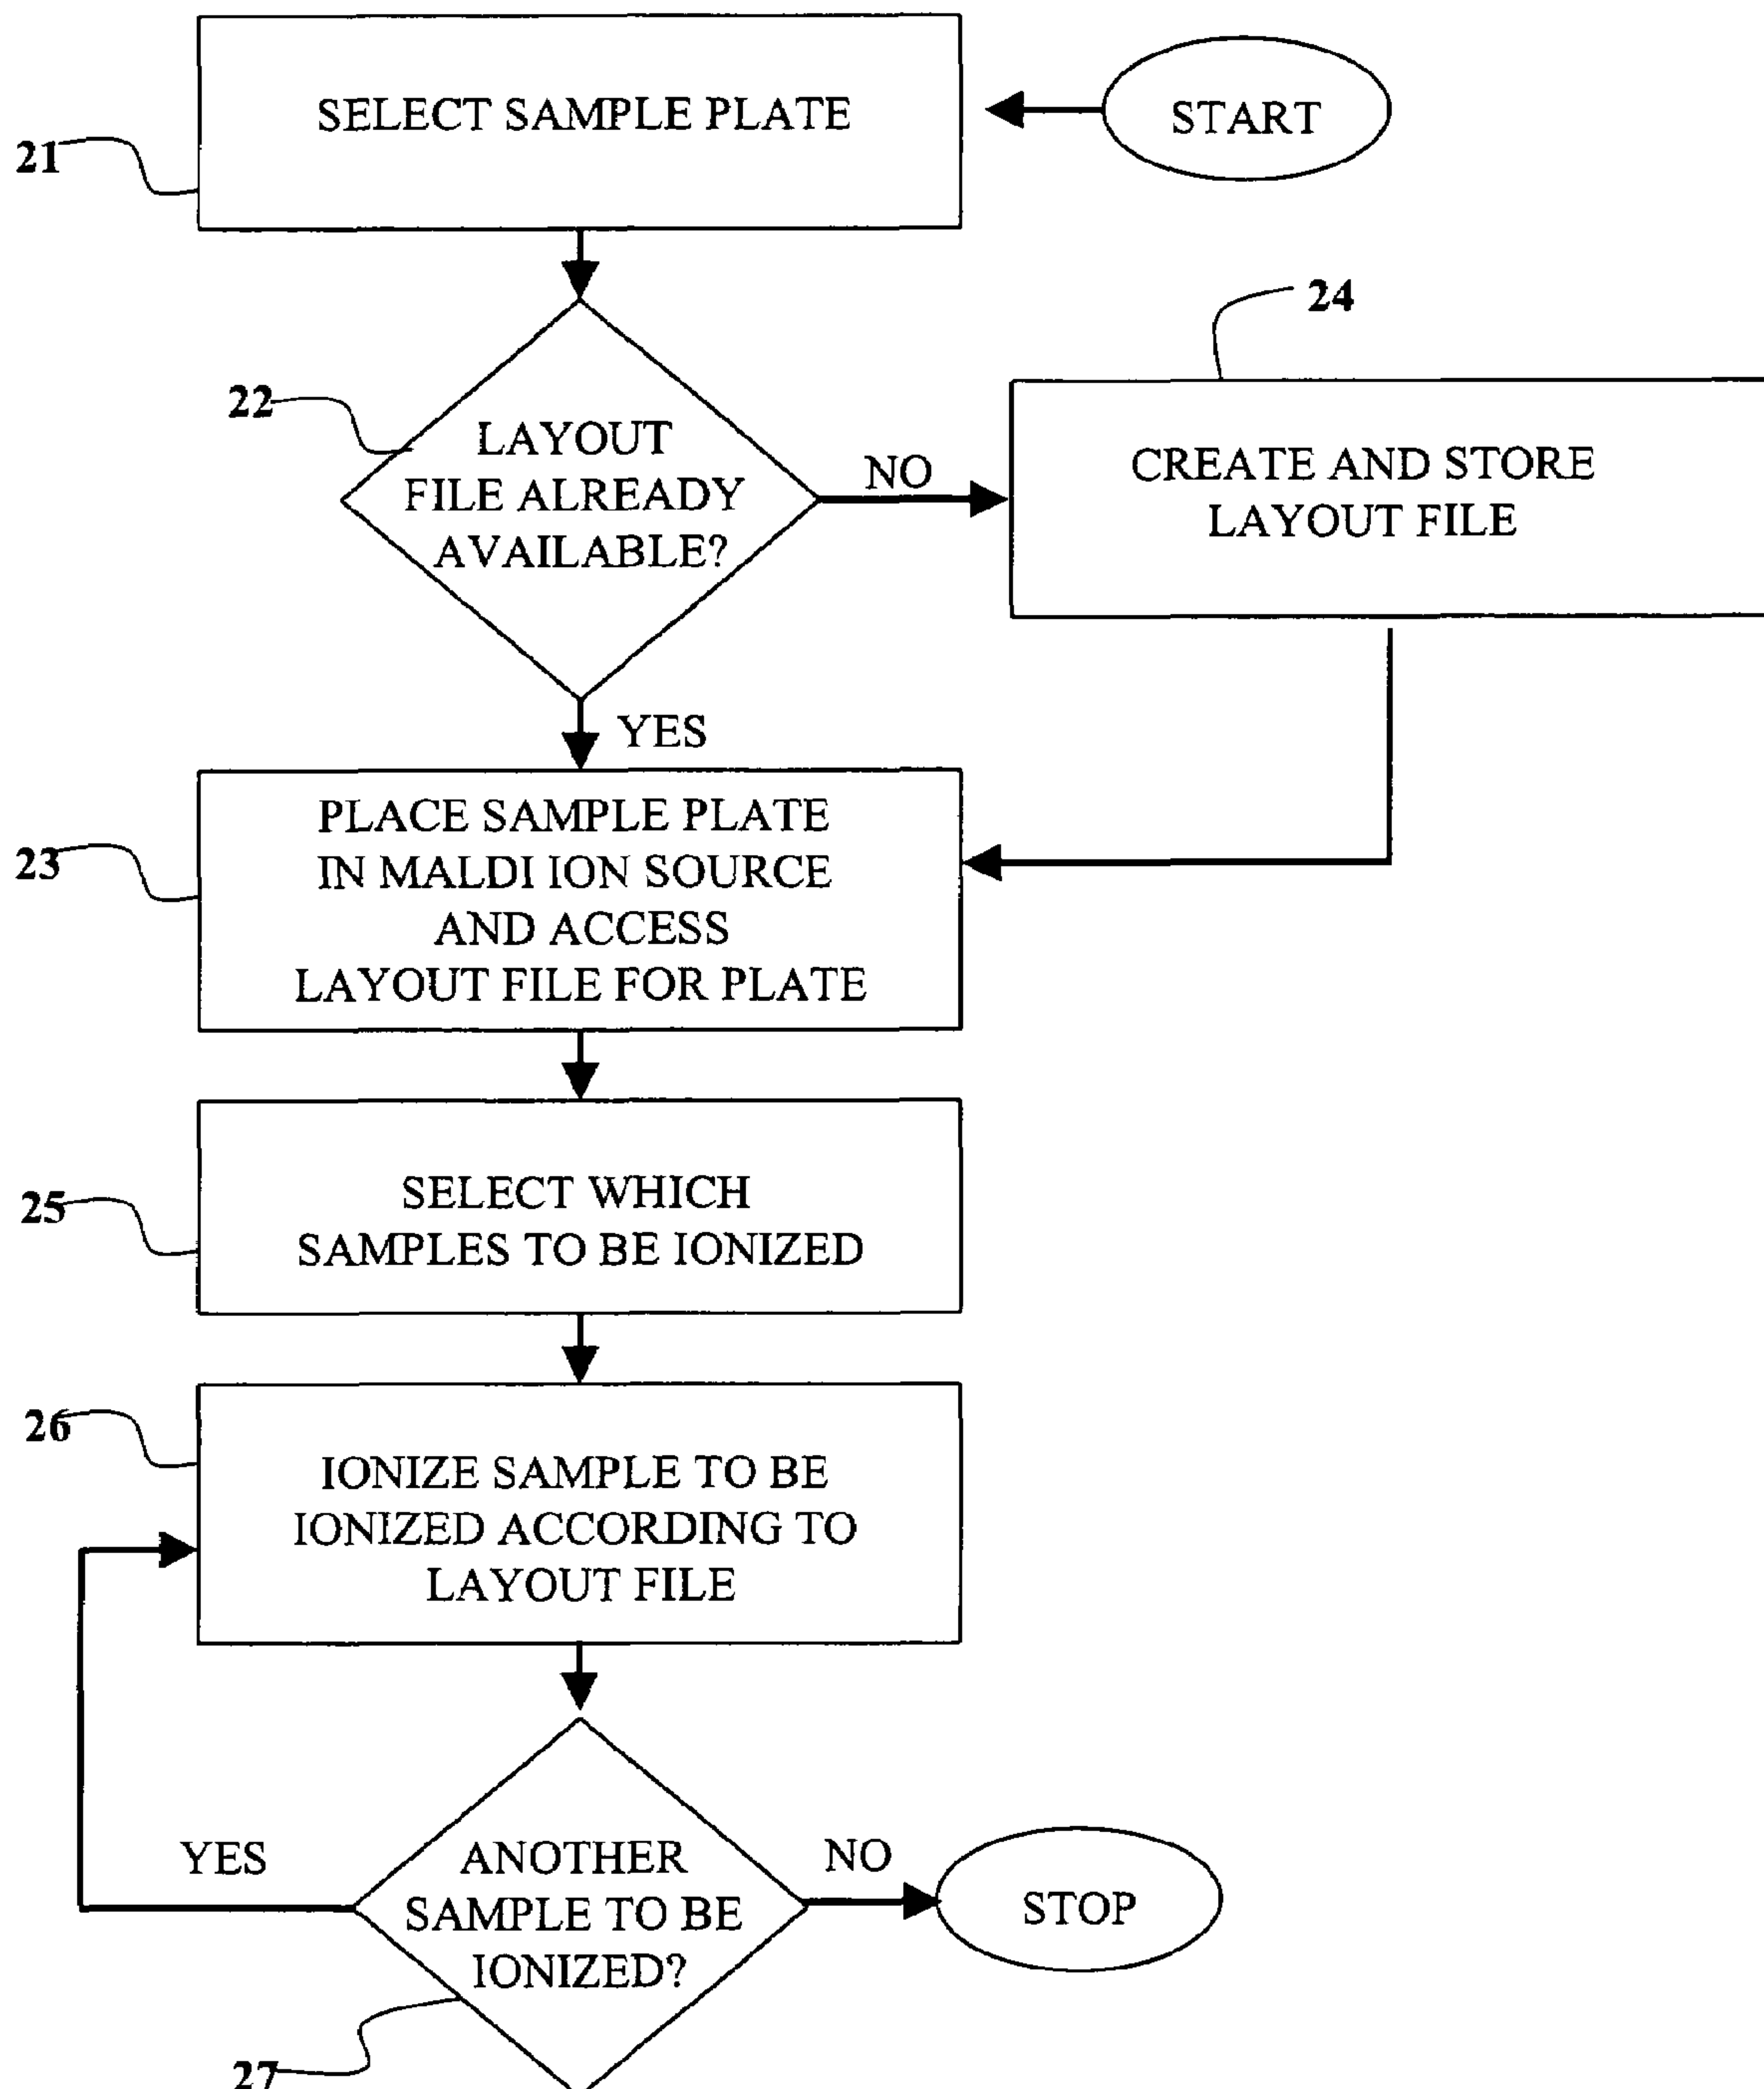 START
SELECT SAMPLE PLATE
21
22
LAYOUT
FILE ALREADY
AVAILABLE?
NO
24
CREATE AND STORE
LAYOUT FILE
YES
23
PLACE SAMPLE PLATE
IN MALDI ION SOURCE
AND ACCESS
LAYOUT FILE FOR PLATE
25
SELECT WHICH
SAMPLES TO BE IONIZED
26
IONIZE SAMPLE TO BE
IONIZED ACCORDING TO
LAYOUT FILE
YES
ANOTHER
SAMPLE TO BE
IONIZED?
NO
STOP
27